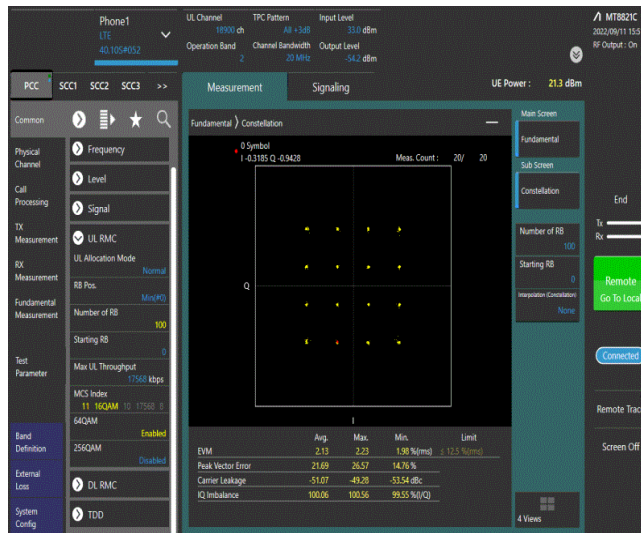 Phone1
LTE
40.10S#052
UL Channel TPC Pattern Input Level
18900 ch All +3dB 33.0 dBm
Operation Band Channel Bandwidth Output Level
2 20 MHz -54.2 dBm
MT8821C
2022/09/11 15:5
RF Output : On
PCC SCC1 SCC2 SCC3 >>
Measurement Signaling UE Power : 21.3 dBm
Common
Physical Channel
Call Processing
TX Measurement
RX Measurement
Fundamental Measurement
Test Parameter
Band Definition
External Loss
System Config
Frequency
Level
Signal
UL RMC
UL Allocation Mode
Normal
RB Pos.
Min(#0)
Number of RB
100
Starting RB
0
Max UL Throughput
17568 kbps
MCS Index
11 16QAM 10 17568 8
64QAM
Enabled
256QAM
Disabled
DL RMC
TDD
Fundamental ⟩ Constellation
0 Symbol
I -0.3185 Q -0.9428 Meas. Count : 20/ 20
Q
I
Avg. Max. Min. Limit
EVM 2.13 2.23 1.98 %(rms) ≤ 12.5 %(rms)
Peak Vector Error 21.69 26.57 14.76 %
Carrier Leakage -51.07 -49.28 -53.54 dBc
IQ Imbalance 100.06 100.56 99.55 %(I/Q)
Main Screen
Fundamental
Sub Screen
Constellation
Number of RB
100
Starting RB
0
Interpolation (Constellation)
None
4 Views
End
Tx
Rx
Remote
Go To Local
Connected
Remote Trac
Screen Off